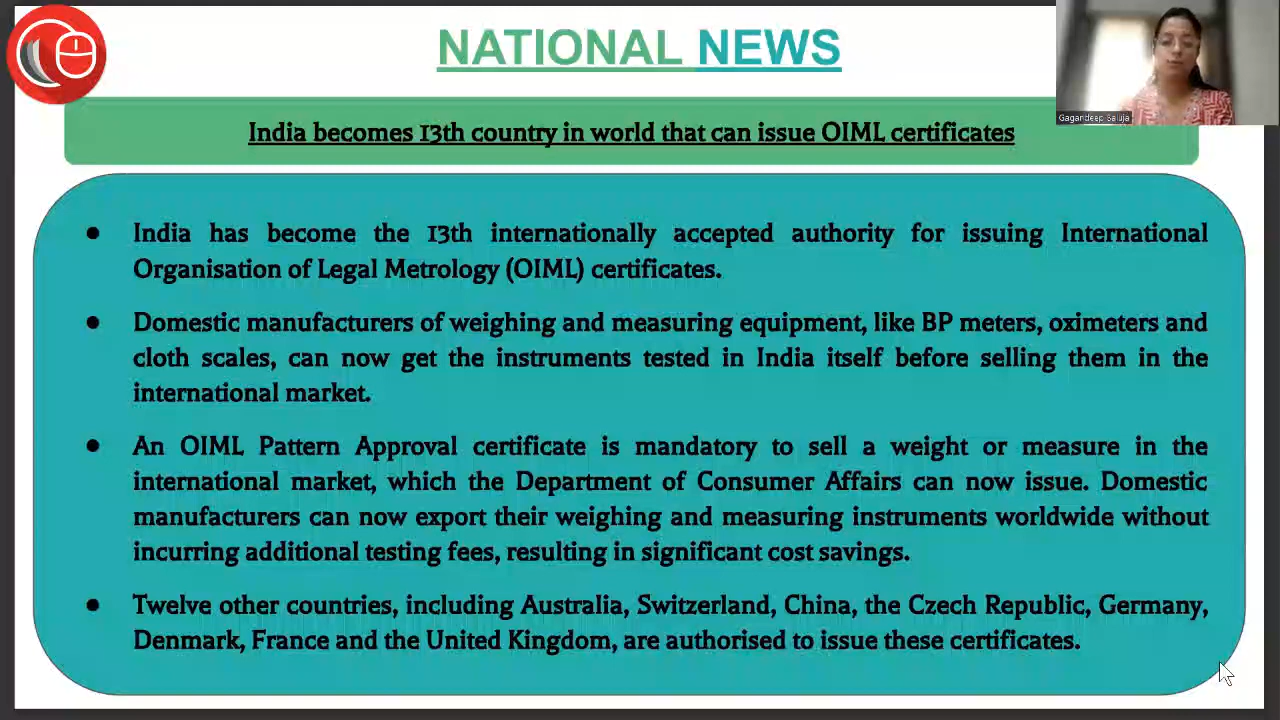 NATIONAL NEWS
Gagandeep Saluja
India becomes 13th country in world that can issue OIML certificates
● India has become the 13th internationally accepted authority for issuing International
Organisation of Legal Metrology (OIML) certificates.
● Domestic manufacturers of weighing and measuring equipment, like BP meters, oximeters and
cloth scales, can now get the instruments tested in India itself before selling them in the
international market.
● An OIML Pattern Approval certificate is mandatory to sell a weight or measure in the
international market, which the Department of Consumer Affairs can now issue. Domestic
manufacturers can now export their weighing and measuring instruments worldwide without
incurring additional testing fees, resulting in significant cost savings.
● Twelve other countries, including Australia, Switzerland, China, the Czech Republic, Germany,
Denmark, France and the United Kingdom, are authorised to issue these certificates.